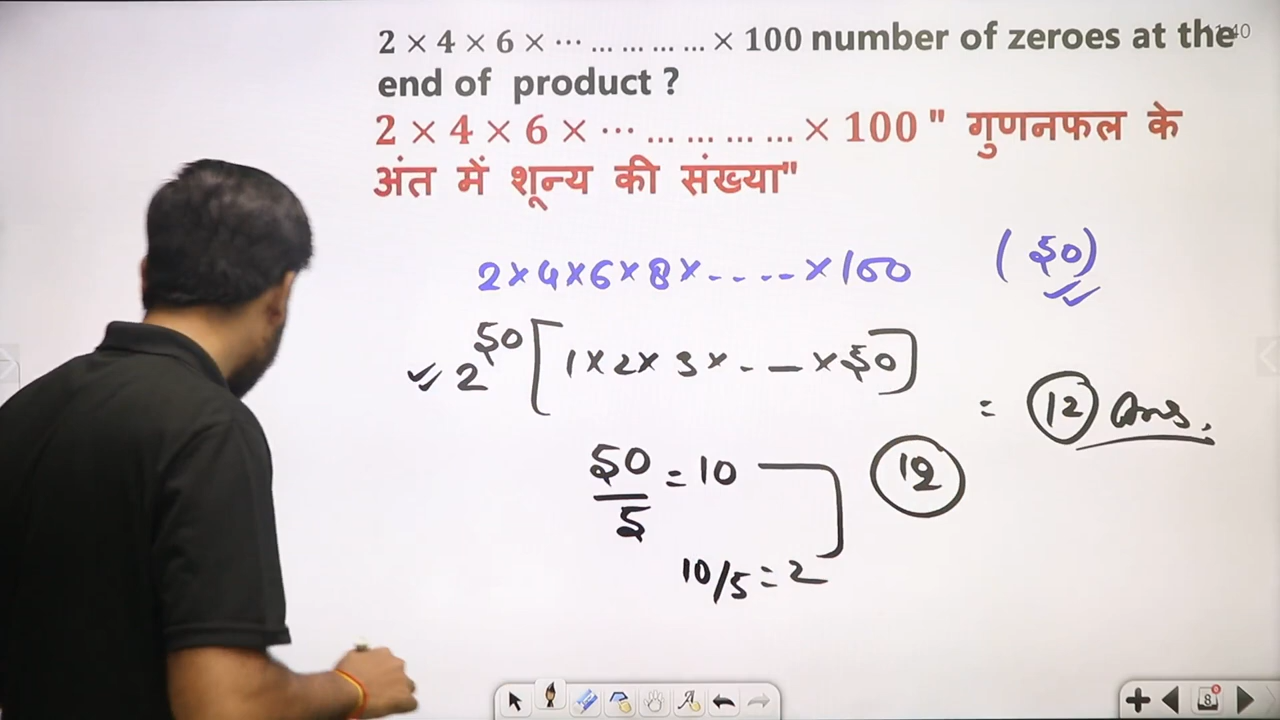 2 × 4 × 6 × ⋯ … … … … × 100 number of zeroes at the
end of product ?
2 × 4 × 6 × ⋯ … … … … × 100 " गुणनफल के
अंत में शून्य की संख्या"
2×4×6×8×-----×100 (50)
2^50 [1×2×3×--—×50]
= 12 Ans.
50/5 = 10 12
10/5=2
8